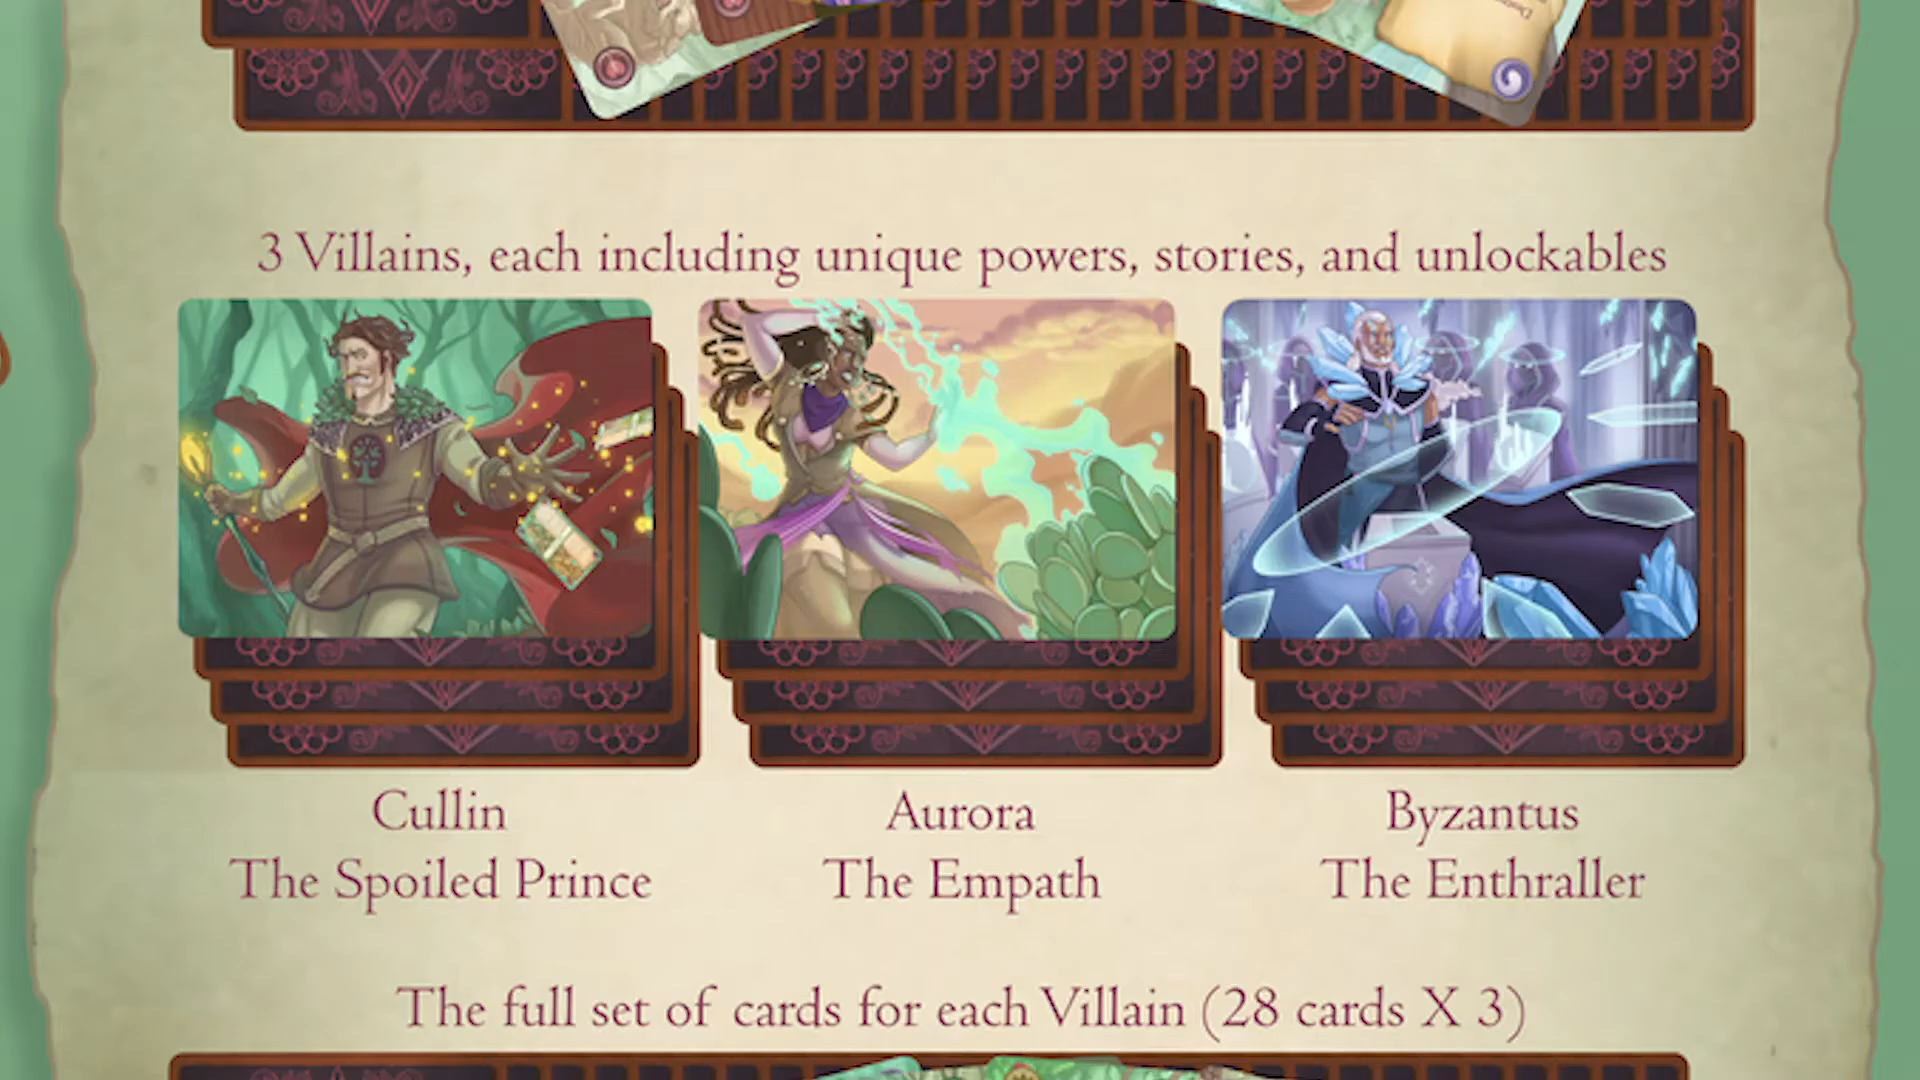 3 Villains, each including unique powers, stories, and unlockables
Cullin
The Spoiled Prince
Aurora
The Empath
Byzantus
The Enthraller
The full set of cards for each Villain (28 cards X 3)